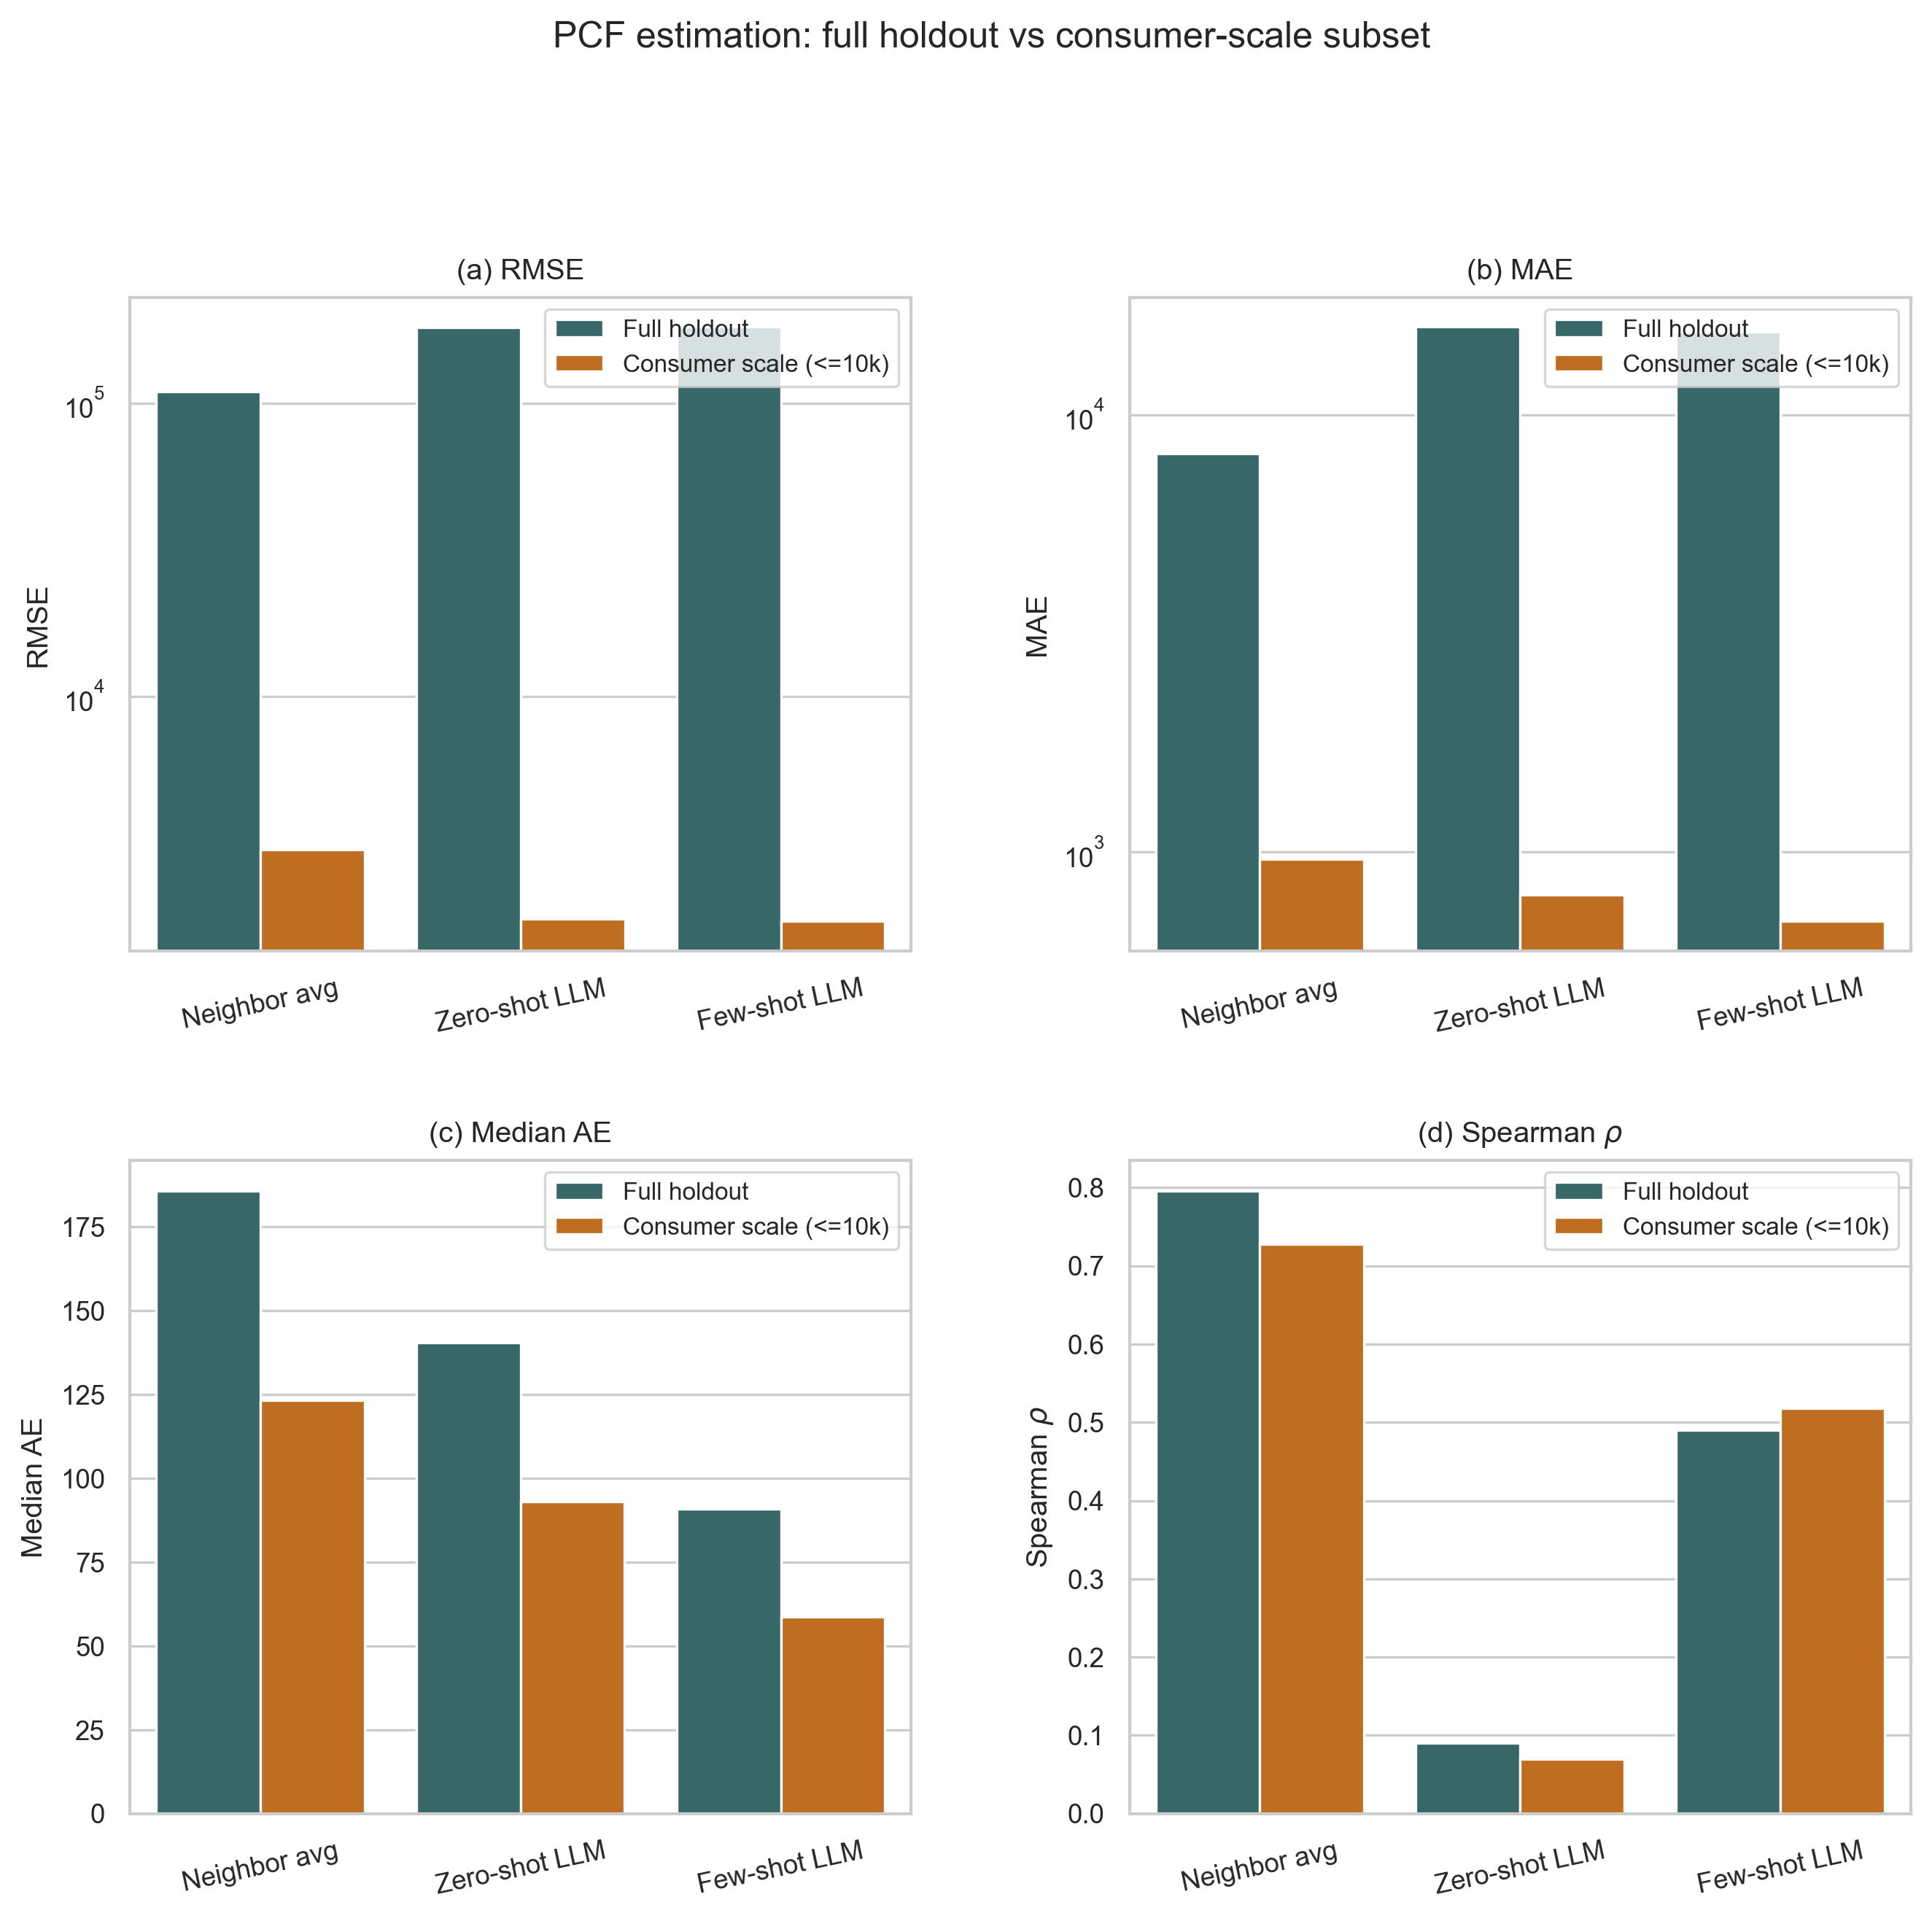 PCF estimation: full holdout vs consumer-scale subset
(a) RMSE
Full holdout
Consumer scale (<=10k)
10^5
10^4
RMSE
Neighbor avg
Zero-shot LLM
Few-shot LLM
(b) MAE
Full holdout
Consumer scale (<=10k)
10^4
10^3
MAE
Neighbor avg
Zero-shot LLM
Few-shot LLM
(c) Median AE
Full holdout
Consumer scale (<=10k)
175
150
125
100
75
50
25
0
Median AE
Neighbor avg
Zero-shot LLM
Few-shot LLM
(d) Spearman ρ
Full holdout
Consumer scale (<=10k)
0.8
0.7
0.6
0.5
0.4
0.3
0.2
0.1
0.0
Spearman ρ
Neighbor avg
Zero-shot LLM
Few-shot LLM